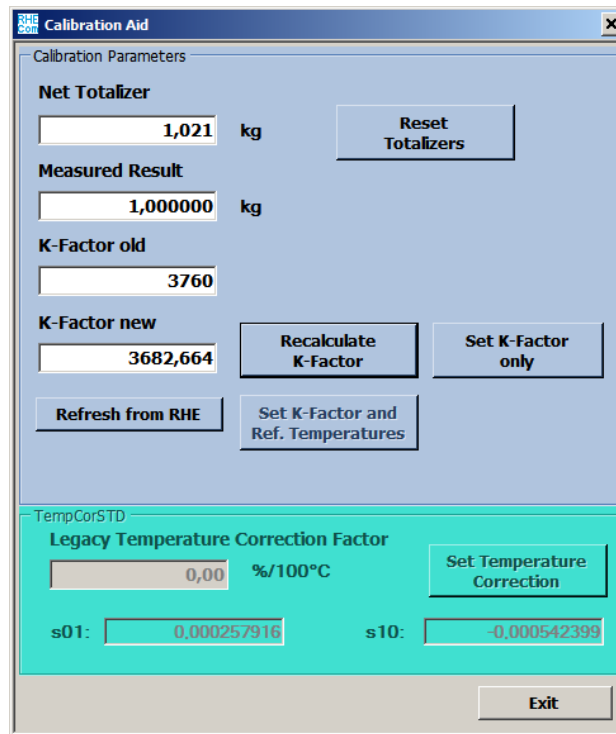 RHE
Com
Calibration Aid
Calibration Parameters
Net Totalizer
1,021 kg
Reset
Totalizers
Measured Result
1,000000 kg
K-Factor old
3760
K-Factor new
3682,664
Recalculate
K-Factor
Set K-Factor
only
Refresh from RHE
Set K-Factor and
Ref. Temperatures
TempCorSTD
Legacy Temperature Correction Factor
0,00 %/100°C
Set Temperature
Correction
s01: 0,000257916 s10: -0,000542399
Exit